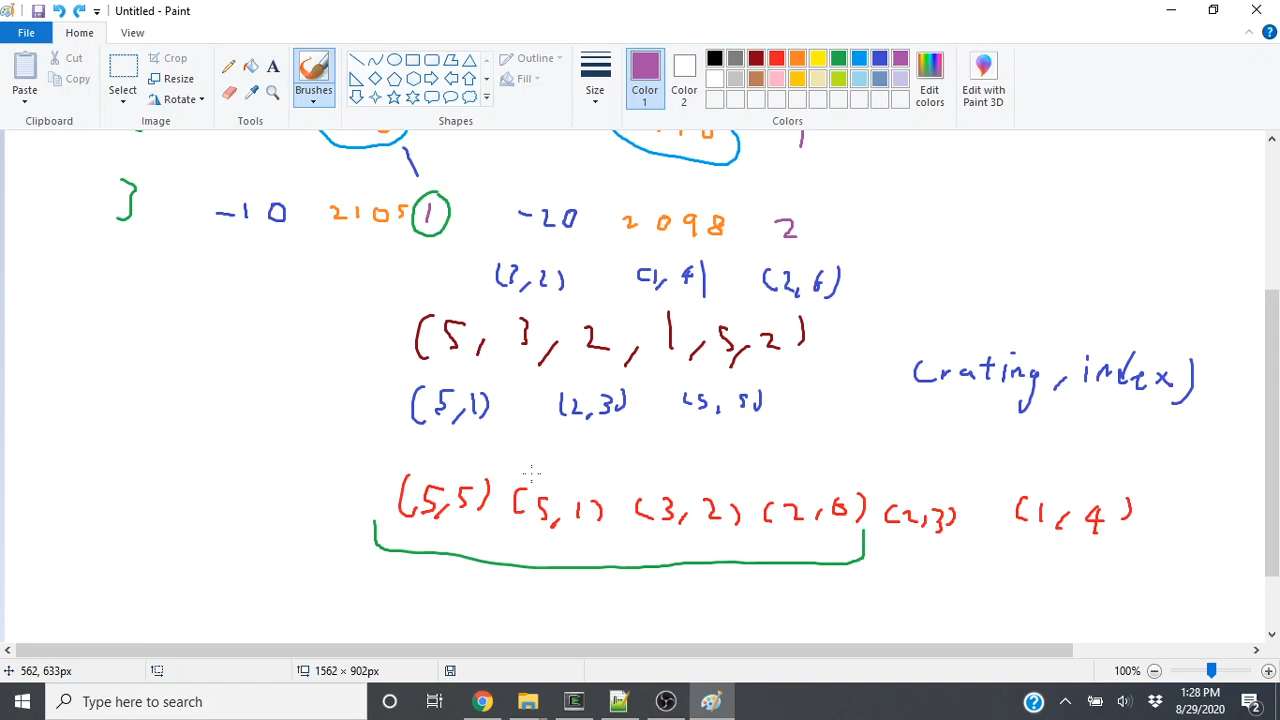 Untitled - Paint
File Home View
Paste Cut Copy Select Crop Resize Rotate Brushes Outline Fill Size Color 1 Color 2 Edit colors Edit with Paint 3D
Clipboard Image Tools Shapes Colors
}
-10 2105 1 -20 2098 2
(3,2) (1,4) (2,6)
(5, 3, 2, 1, 5, 2)
(5,1) (2,3) (5,5)
(rating, index)
(5,5) (5,1) (3,2) (2,6) (2,3) (1,4)
562, 633px 1562 × 902px 100%
Type here to search
1:28 PM
8/29/2020
2